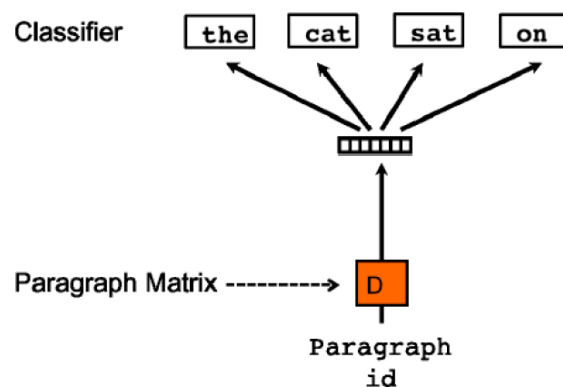 Classifier the cat sat on
D
Paragraph Matrix
Paragraph
id